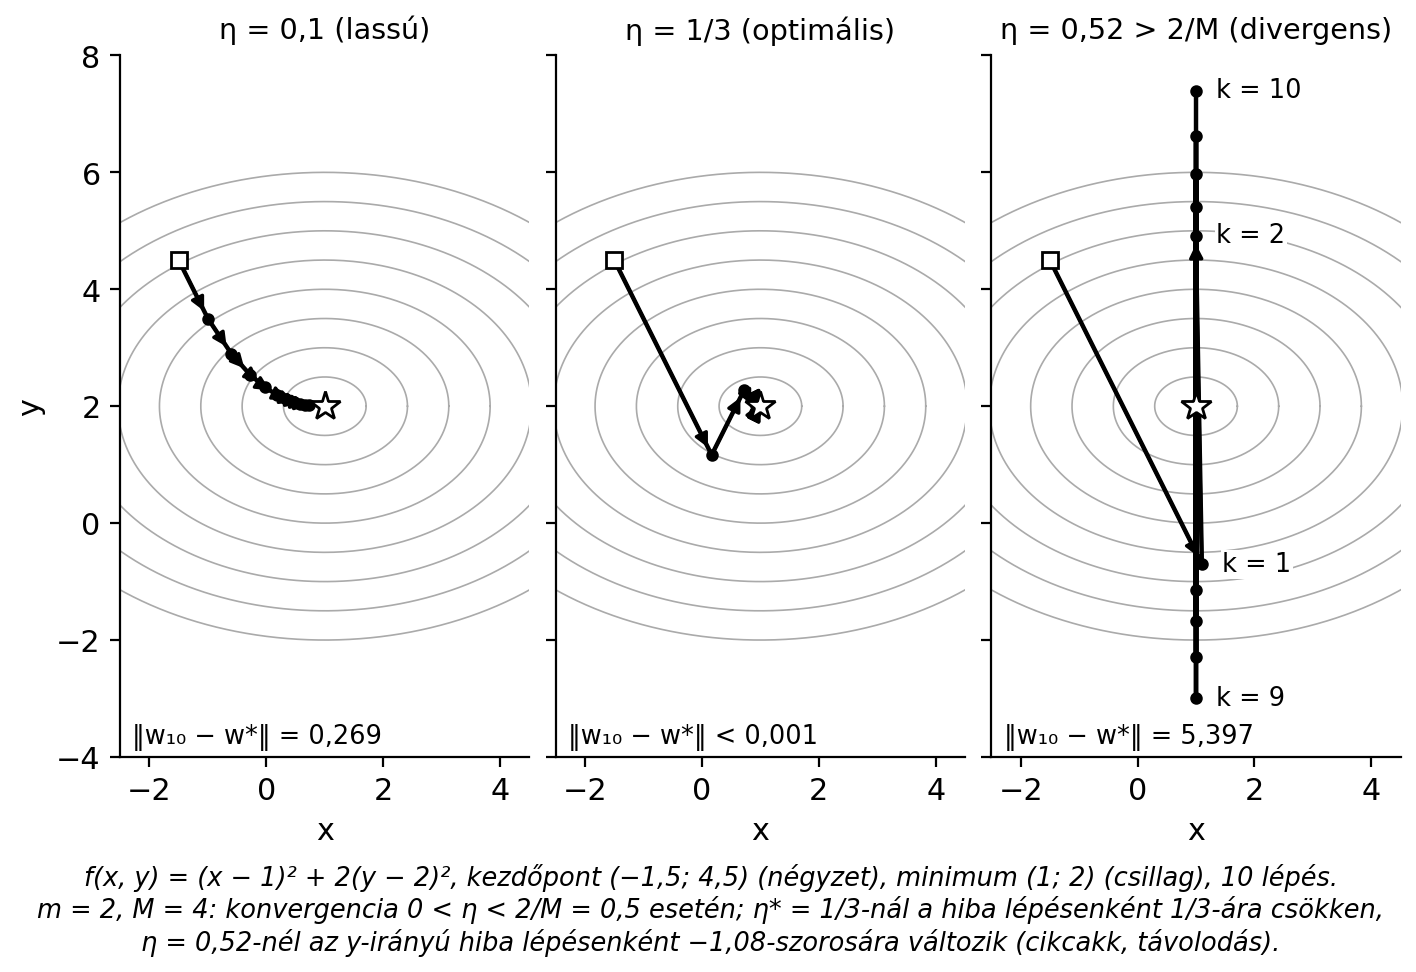 η = 0,1 (lassú)
η = 1/3 (optimális)
η = 0,52 > 2/M (divergens)
8
6
4
2
0
−2
−4
y
k = 10
k = 2
k = 1
k = 9
‖w₁₀ − w*‖ = 0,269
‖w₁₀ − w*‖ < 0,001
‖w₁₀ − w*‖ = 5,397
−2 0 2 4
−2 0 2 4
−2 0 2 4
x
x
x
f(x, y) = (x − 1)² + 2(y − 2)², kezdőpont (−1,5; 4,5) (négyzet), minimum (1; 2) (csillag), 10 lépés.
m = 2, M = 4: konvergencia 0 < η < 2/M = 0,5 esetén; η* = 1/3-nál a hiba lépésenként 1/3-ára csökken,
η = 0,52-nél az y-irányú hiba lépésenként −1,08-szorosára változik (cikcakk, távolodás).